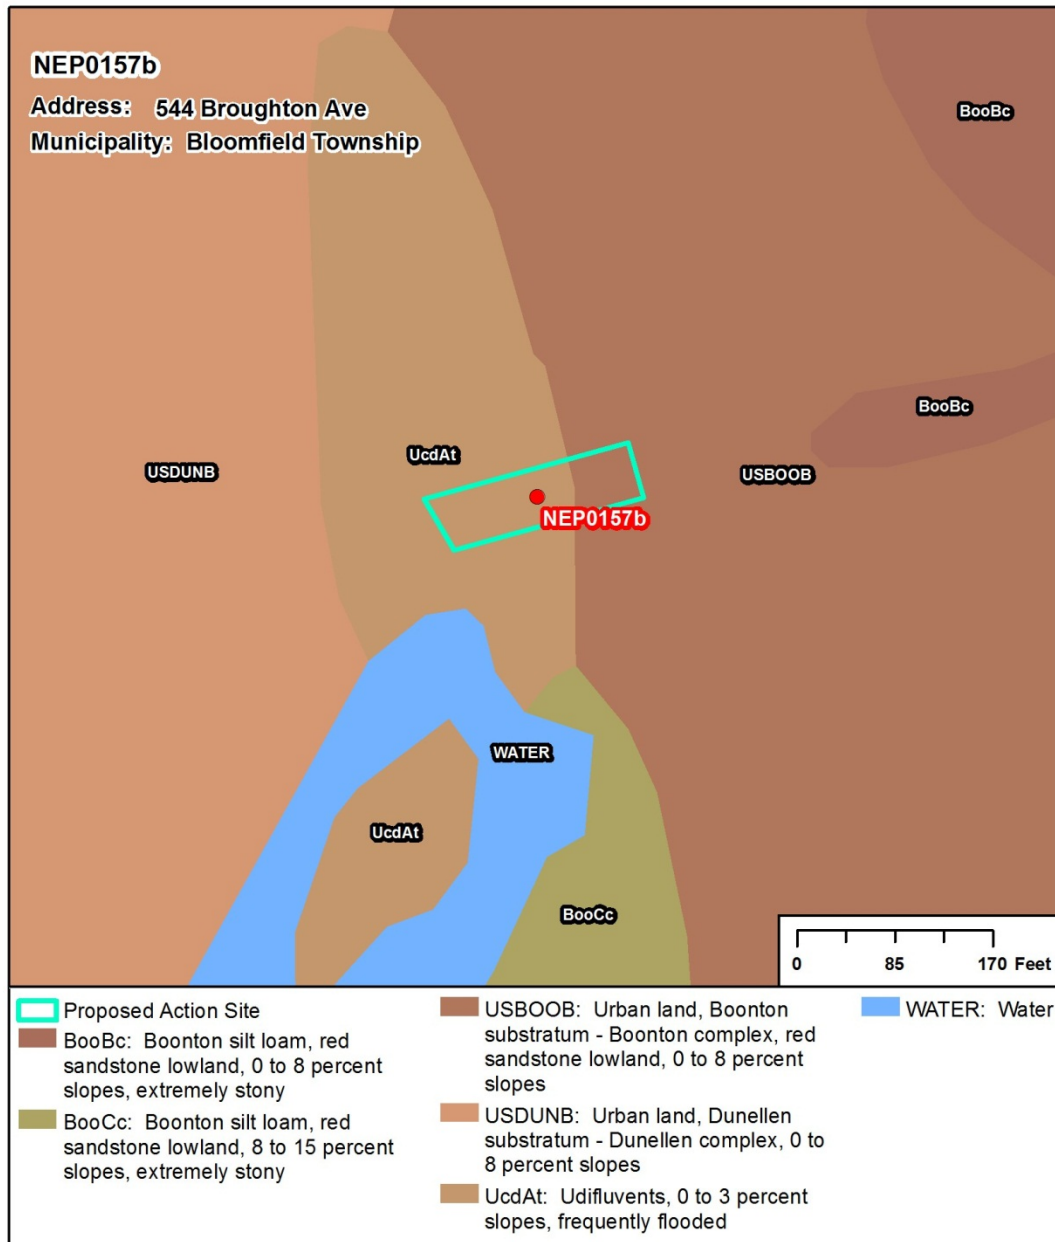 NEP0157b
Address: 544 Broughton Ave
Municipality: Bloomfield Township
BooBc
BooBc
UcdAt
USDUNB
USBOOB
NEP0157b
WATER
UcdAt
BooCc
0 85 170 Feet
Proposed Action Site
BooBc: Boonton silt loam, red
sandstone lowland, 0 to 8 percent
slopes, extremely stony
BooCc: Boonton silt loam, red
sandstone lowland, 8 to 15 percent
slopes, extremely stony
USBOOB: Urban land, Boonton
substratum - Boonton complex, red
sandstone lowland, 0 to 8 percent
slopes
USDUNB: Urban land, Dunellen
substratum - Dunellen complex, 0 to
8 percent slopes
UcdAt: Udifluvents, 0 to 3 percent
slopes, frequently flooded
WATER: Water